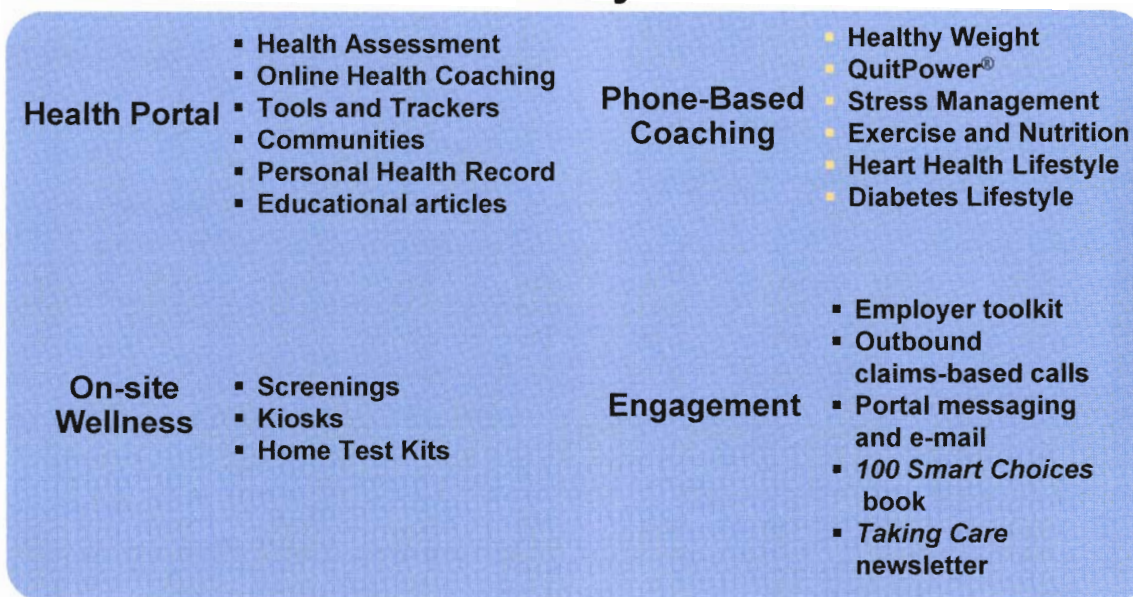 Health Portal
▪ Health Assessment
▪ Online Health Coaching
▪ Tools and Trackers
▪ Communities
▪ Personal Health Record
▪ Educational articles
Phone-Based
Coaching
▪ Healthy Weight
▪ QuitPower®
▪ Stress Management
▪ Exercise and Nutrition
▪ Heart Health Lifestyle
▪ Diabetes Lifestyle
On-site
Wellness
▪ Screenings
▪ Kiosks
▪ Home Test Kits
Engagement
▪ Employer toolkit
▪ Outbound
claims-based calls
▪ Portal messaging
and e-mail
▪ 100 Smart Choices
book
▪ Taking Care
newsletter